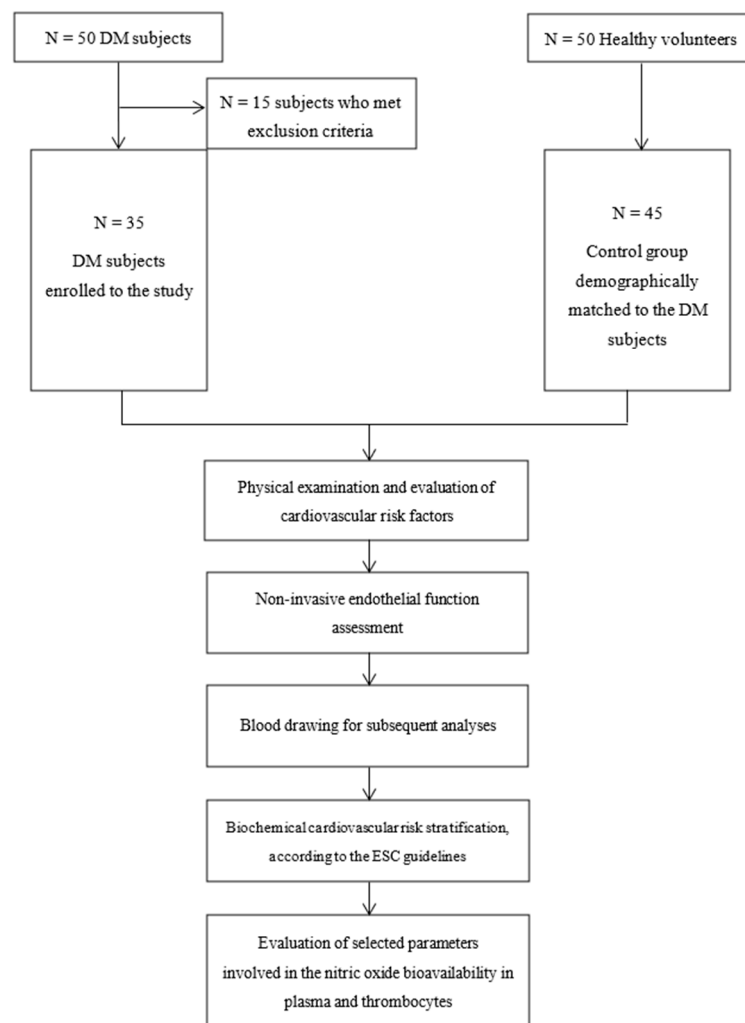 N = 50 DM subjects
N = 50 Healthy volunteers
N = 15 subjects who met
exclusion criteria
N = 35
DM subjects
enrolled to the study
N = 45
Control group
demographically
matched to the DM
subjects
Physical examination and evaluation of
cardiovascular risk factors
Non-invasive endothelial function
assessment
Blood drawing for subsequent analyses
Biochemical cardiovascular risk stratification,
according to the ESC guidelines
Evaluation of selected parameters
involved in the nitric oxide bioavailability in
plasma and thrombocytes